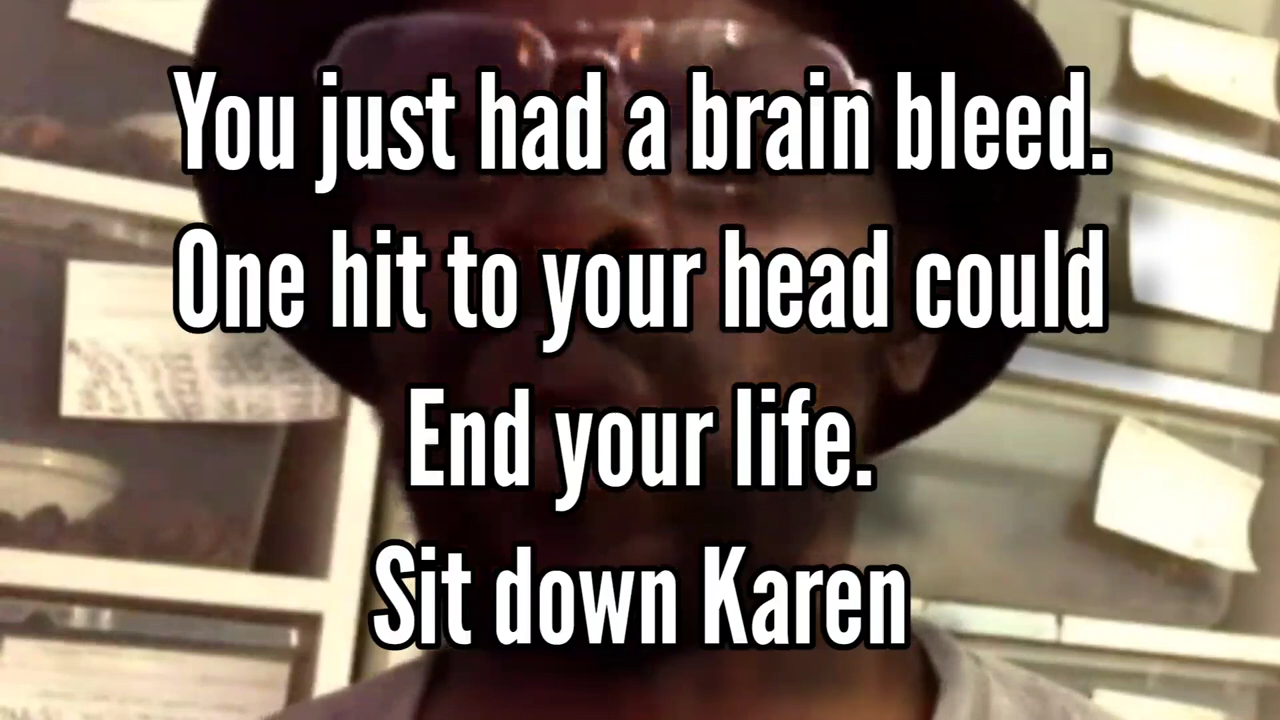 You just had a brain bleed.
One hit to your head could
End your life.
Sit down Karen